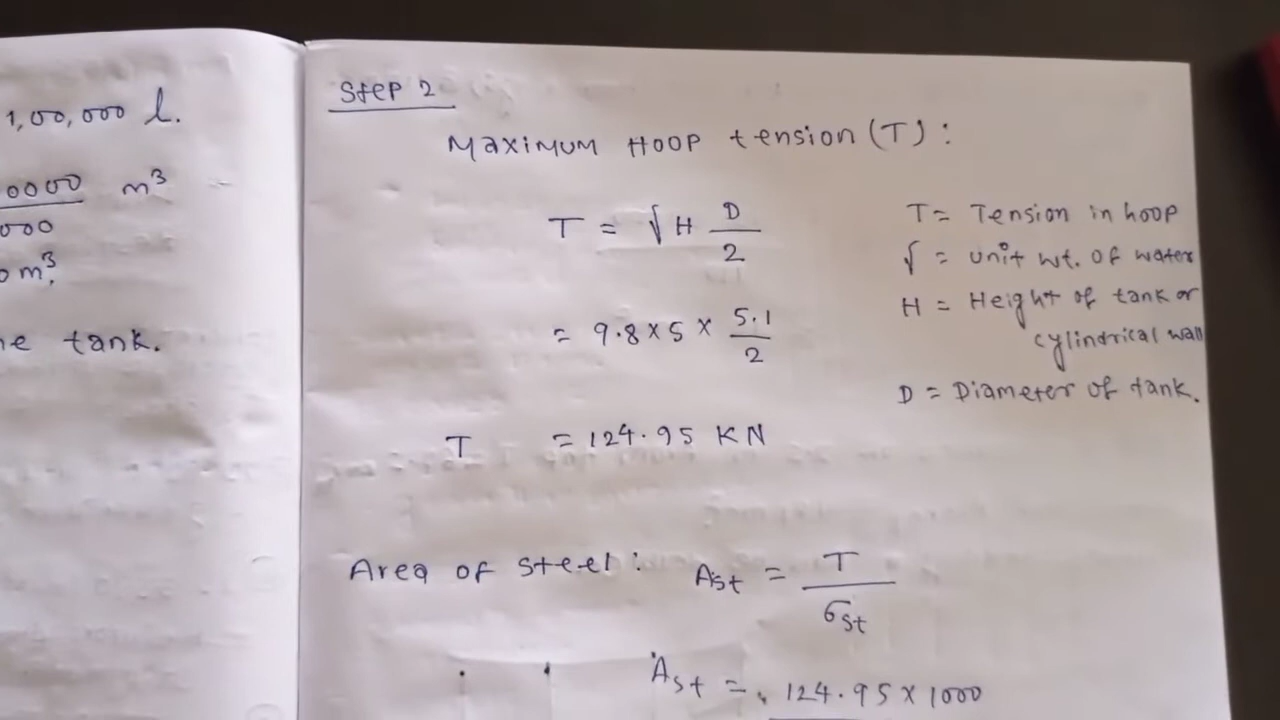 1,00,000 l.
0000 m³
000
0 m³.
he tank.
Step 2
Maximum Hoop tension (T) :
T = √ H D
2
= 9.8 x 5 x 5.1
2
T = 124.95 KN
T = Tension in hoop
√ = unit wt. of water
H = Height of tank or
cylindrical wall
D = Diameter of tank.
Area of steel : Ast = T
σst
Ast = 124.95 x 1000